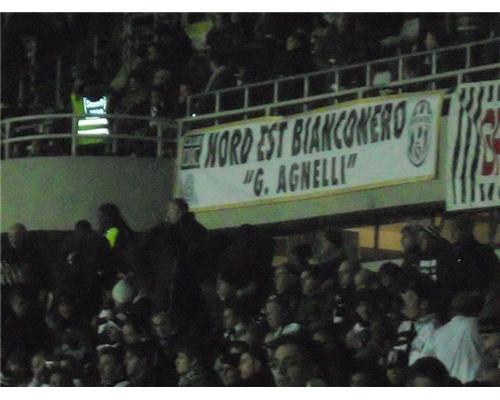 NORD EST BIANCONERO
"G. AGNELLI"